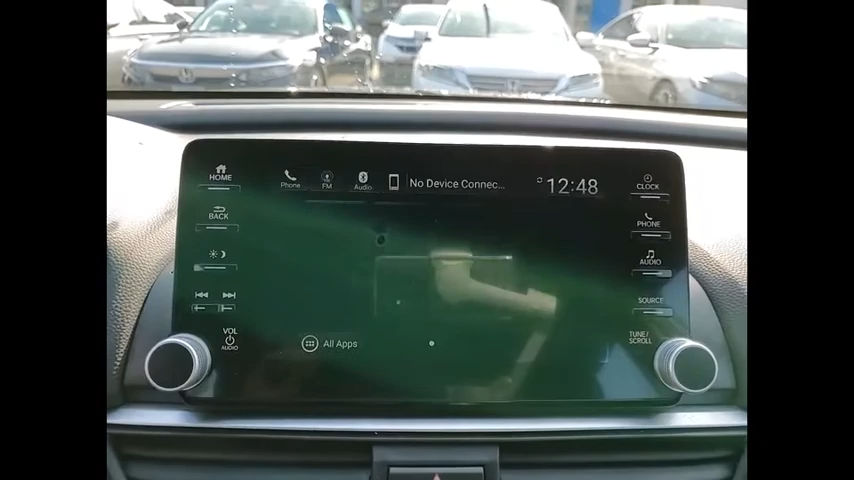 HOME
Phone
FM
Audio
No Device Connec...
12:48
CLOCK
BACK
PHONE
AUDIO
SOURCE
VOL
AUDIO
All Apps
TUNE/
SCROLL